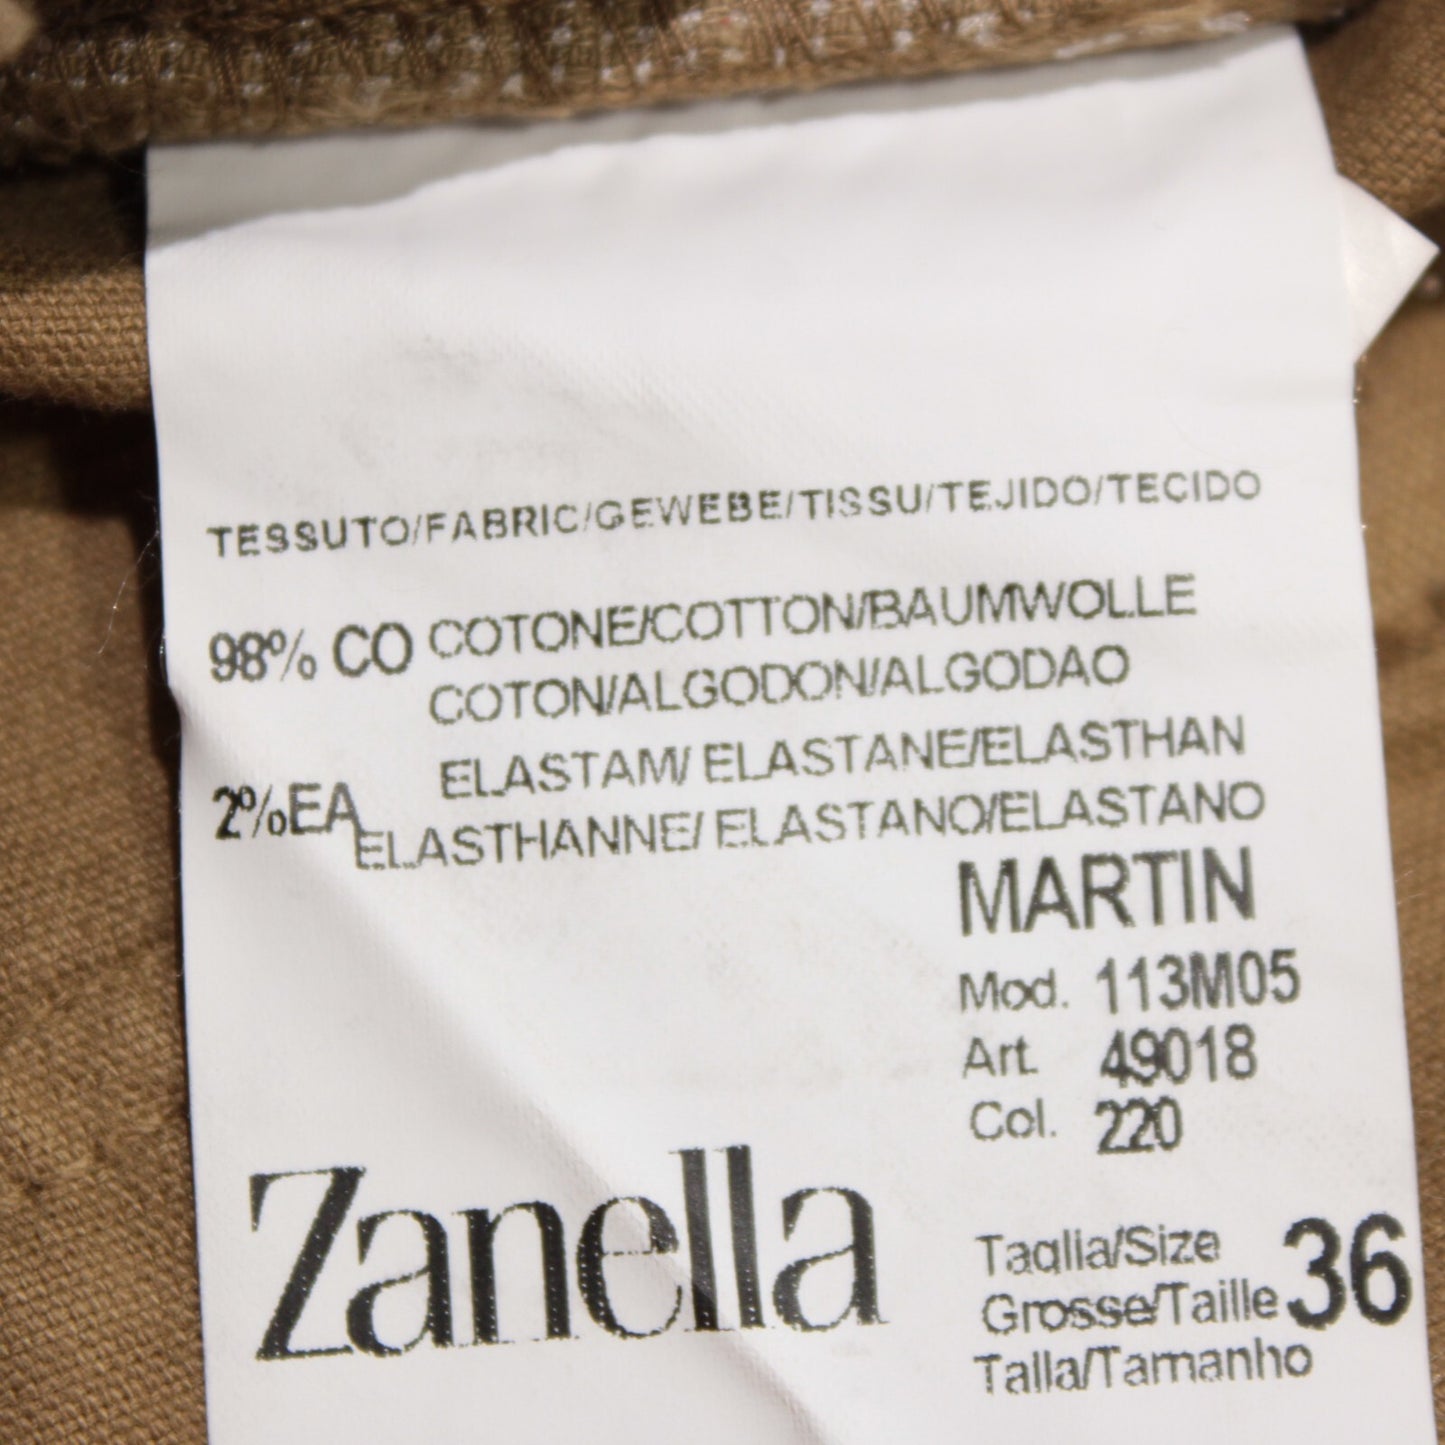 TESSUTO/FABRIC/GEWEBE/TISSU/TEJIDO/TECIDO
98% CO COTONE/COTTON/BAUMWOLLE
COTON/ALGODON/ALGODAO
ELASTAM/ ELASTANE/ELASTHAN
2%EA
ELASTHANNE/ ELASTANO/ELASTANO
MARTIN
Mod. 113M05
Art. 49018
Col. 220
Zanella
Taglia/Size
Grosse/Taille 36
Talla/Tamanho